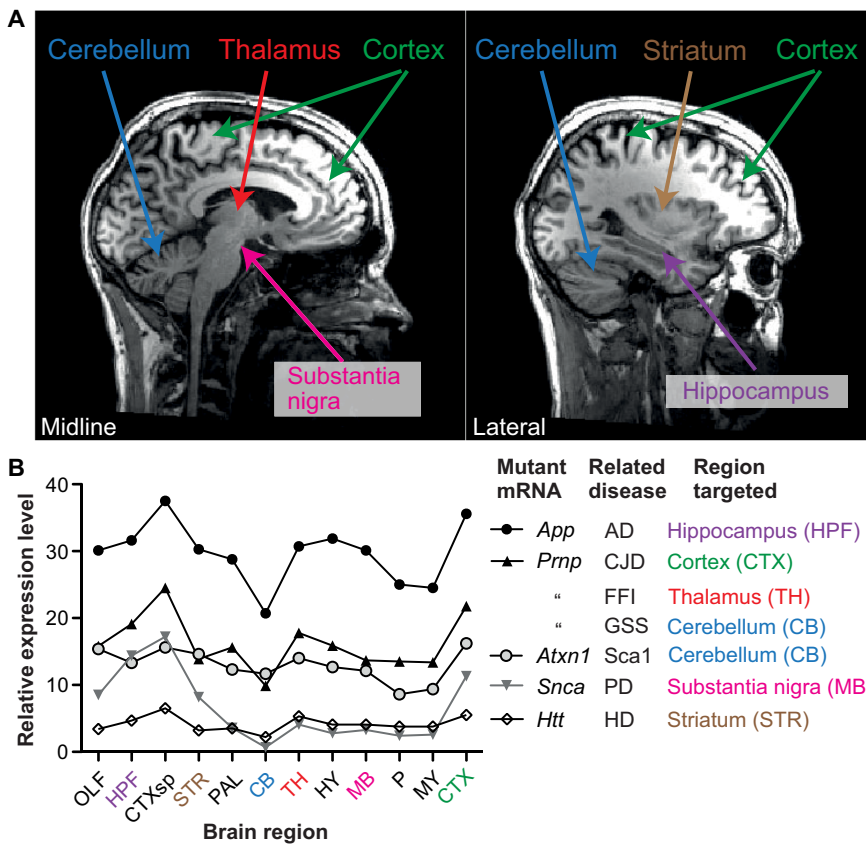 A
Cerebellum Thalamus Cortex
Cerebellum Striatum Cortex
Substantia
nigra
Hippocampus
Midline
Lateral
B
Relative expression level
40
30
20
10
0
OLF HPF CTXsp STR PAL CB TH HY MB P MY CTX
Brain region
Mutant Related Region
mRNA disease targeted
App AD Hippocampus (HPF)
Prnp CJD Cortex (CTX)
“ FFI Thalamus (TH)
“ GSS Cerebellum (CB)
Atxn1 Sca1 Cerebellum (CB)
Snca PD Substantia nigra (MB
Htt HD Striatum (STR)